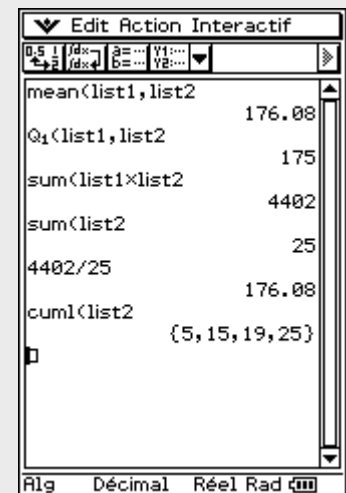 Edit Action Interactif
mean(list1,list2
176.08
Q₁(list1,list2
175
sum(list1×list2
4402
sum(list2
25
4402/25
176.08
cuml(list2
{5,15,19,25}
Alg Décimal Réel Rad